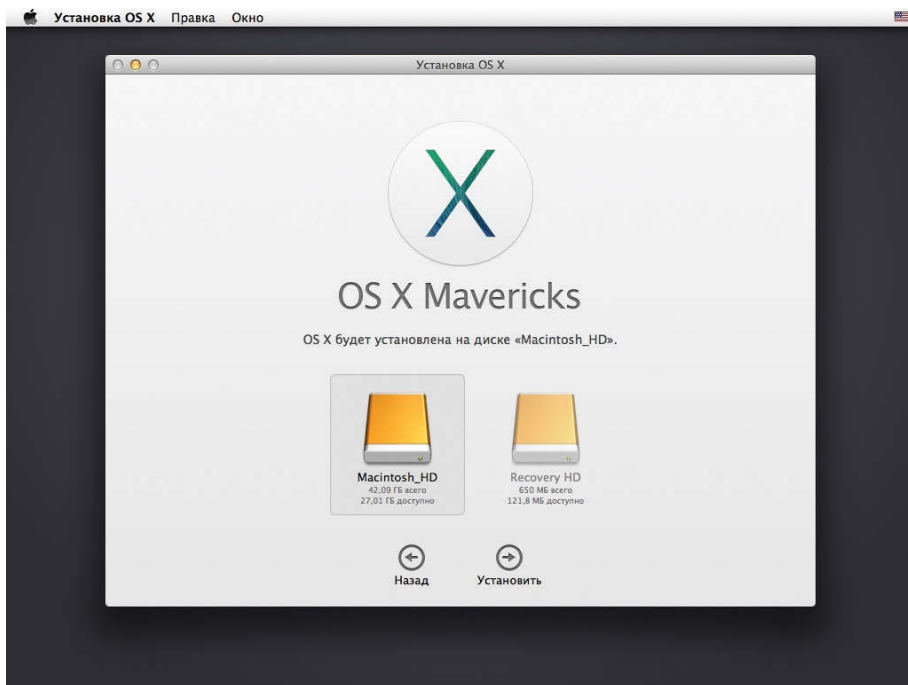 Установка OS X Правка Окно
Установка OS X
OS X Mavericks
OS X будет установлена на диске «Macintosh_HD».
Macintosh_HD
42,09 ГБ всего
27,01 ГБ доступно
Recovery HD
650 МБ всего
121,8 МБ доступно
Назад
Установить